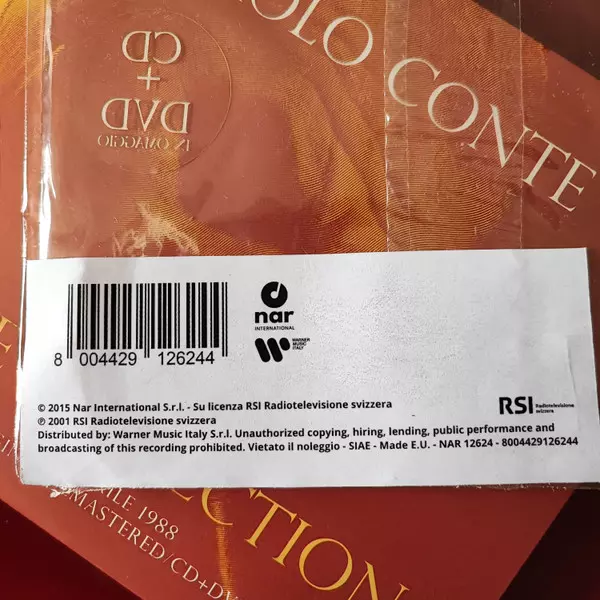 OLO CONTE
CD
+
DVD
IN OMAGGIO
nar
INTERNATIONAL
WARNER
MUSIC
ITALY
8 004429 126244
© 2015 Nar International S.r.l. - Su licenza RSI Radiotelevisione svizzera
℗ 2001 RSI Radiotelevisione svizzera
Distributed by: Warner Music Italy S.r.l. Unauthorized copying, hiring, lending, public performance and
broadcasting of this recording prohibited. Vietato il noleggio - SIAE - Made E.U. - NAR 12624 - 8004429126244
RSI Radiotelevisione
svizzera
ECTION
ILE 1988
MASTERED/CD+DV